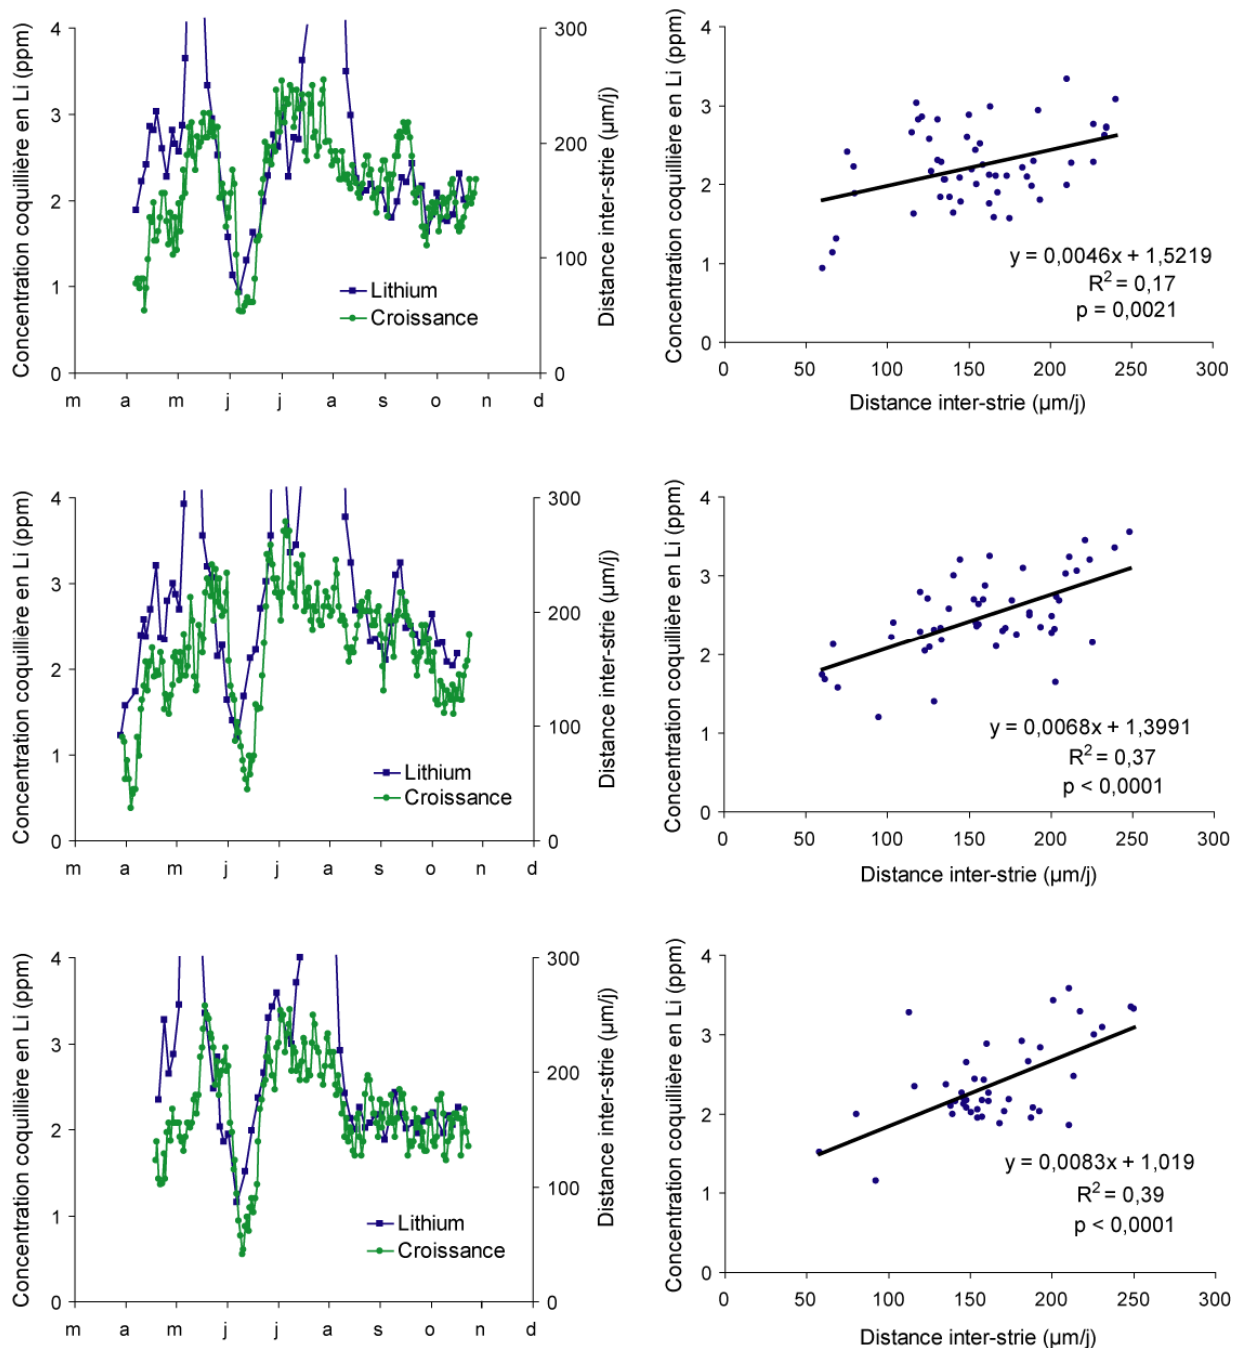 Concentration coquillière en Li (ppm)
4
3
2
1
0
300
200
100
0
Distance inter-strie (µm/j)
Lithium
Croissance
m a m j j a s o n d
Concentration coquillière en Li (ppm)
4
3
2
1
0
y = 0,0046x + 1,5219
R² = 0,17
p = 0,0021
0 50 100 150 200 250 300
Distance inter-strie (µm/j)
Concentration coquillière en Li (ppm)
4
3
2
1
0
300
200
100
0
Distance inter-strie (µm/j)
Lithium
Croissance
m a m j j a s o n d
Concentration coquillière en Li (ppm)
4
3
2
1
0
y = 0,0068x + 1,3991
R² = 0,37
p < 0,0001
0 50 100 150 200 250 300
Distance inter-strie (µm/j)
Concentration coquillière en Li (ppm)
4
3
2
1
0
300
200
100
0
Distance inter-strie (µm/j)
Lithium
Croissance
m a m j j a s o n d
Concentration coquillière en Li (ppm)
4
3
2
1
0
y = 0,0083x + 1,019
R² = 0,39
p < 0,0001
0 50 100 150 200 250 300
Distance inter-strie (µm/j)